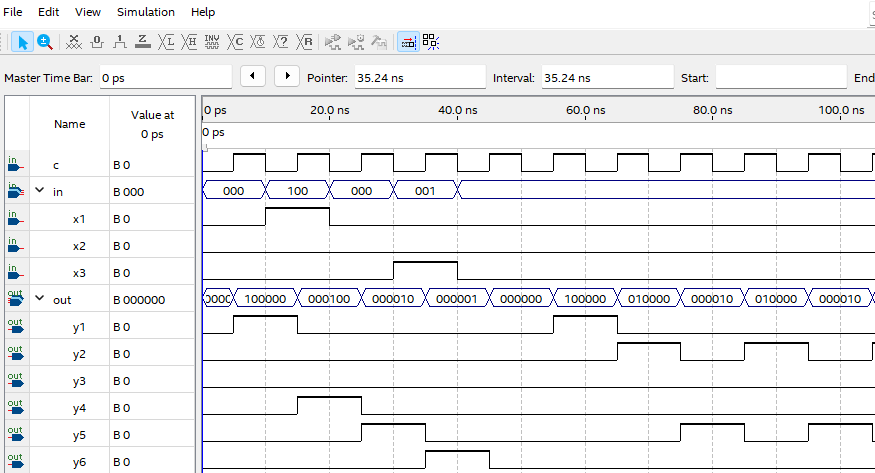 File Edit View Simulation Help
Master Time Bar: 0 ps Pointer: 35.24 ns Interval: 35.24 ns Start: End
Name Value at 0 ps
0 ps 20.0 ns 40.0 ns 60.0 ns 80.0 ns 100.0 ns
0 ps
in c B 0
in in B 000 000 100 000 001
in x1 B 0
in x2 B 0
in x3 B 0
out out B 000000 100000 000100 000010 000001 000000 100000 010000 000010 010000 000010
out y1 B 0
out y2 B 0
out y3 B 0
out y4 B 0
out y5 B 0
out y6 B 0